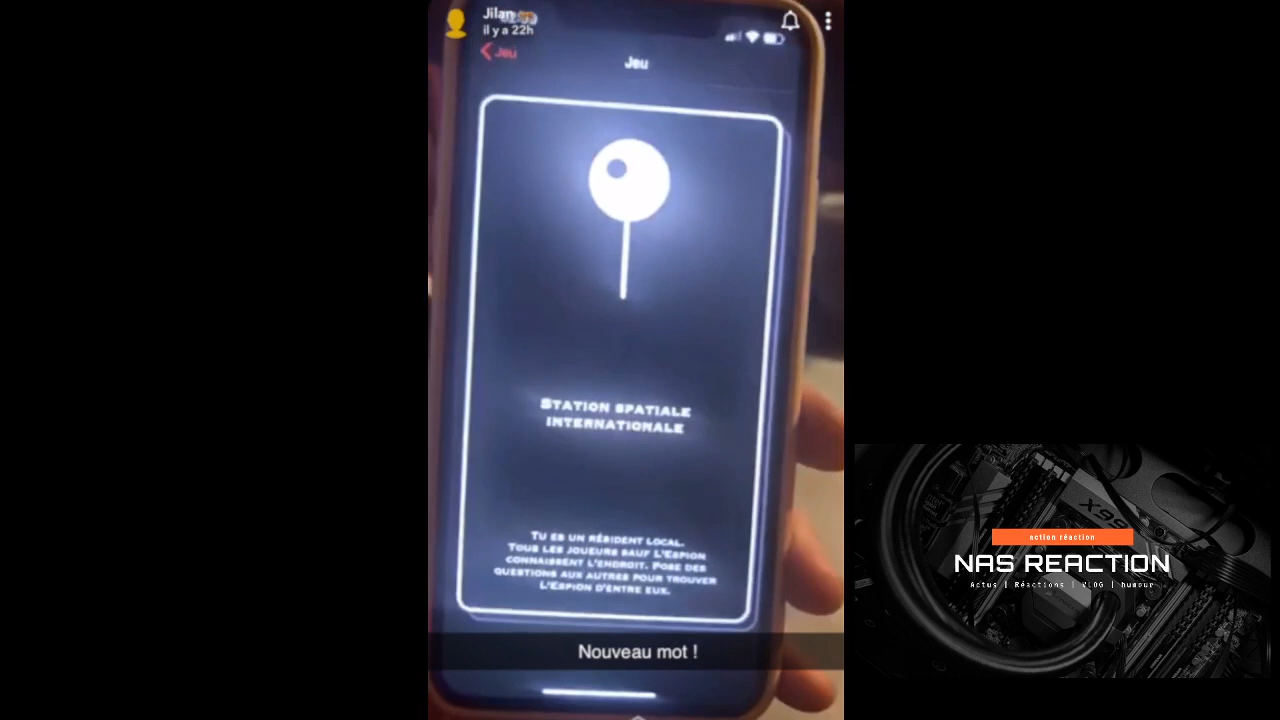 Jilan
il y a 22h
Jeu
Jeu
STATION SPATIALE
INTERNATIONALE
TU ES UN RÉSIDENT LOCAL.
TOUS LES JOUEURS SAUF L'ESPION
CONNAISSENT L'ENDROIT. POSE DES
QUESTIONS AUX AUTRES POUR TROUVER
L'ESPION D'ENTRE EUX.
Nouveau mot !
X99
action réaction
NAS REACTION
Actus | Réactions | VLOG | humour